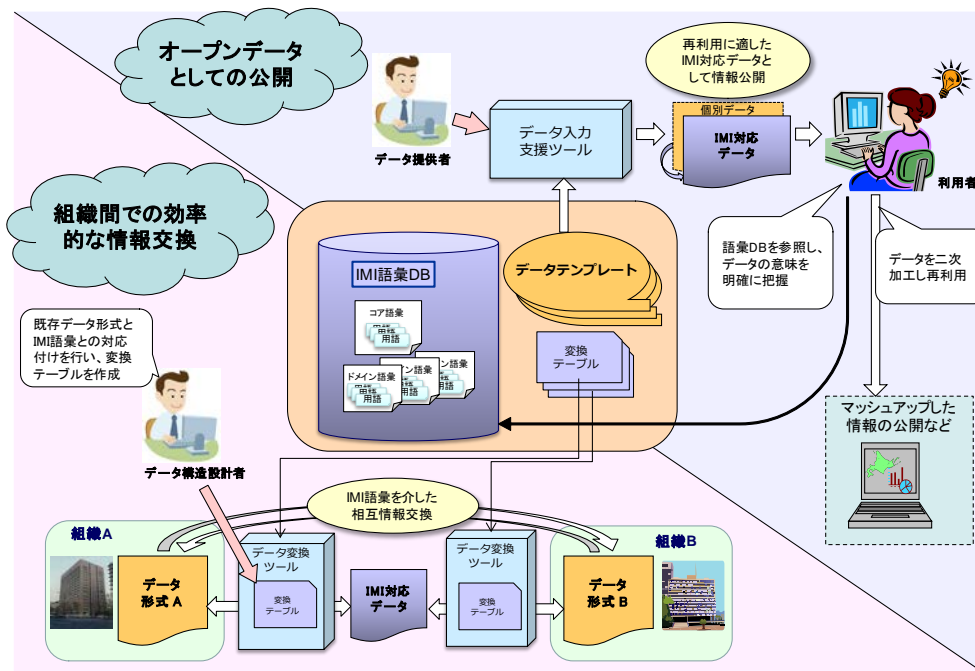 オープンデータ
としての公開
データ提供者
データ入力
支援ツール
再利用に適した
IMI対応データと
して情報公開
個別データ
IMI対応
データ
利用者
組織間での効率
的な情報交換
語彙DBを参照し、
データの意味を
明確に把握
データを二次
加工し再利用
IMI語彙DB
コア語彙
用語
用語
データテンプレート
変換
テーブル
ドメイン語彙
用語
用語
イン語彙
用語
用語
ン語彙
用語
既存データ形式と
IMI語彙との対応
付けを行い、変換
テーブルを作成
データ構造設計者
マッシュアップした
情報の公開など
IMI語彙を介した
相互情報交換
組織A
データ
形式 A
データ変換
ツール
変換
テーブル
IMI対応
データ
データ変換
ツール
変換
テーブル
組織B
データ
形式 B